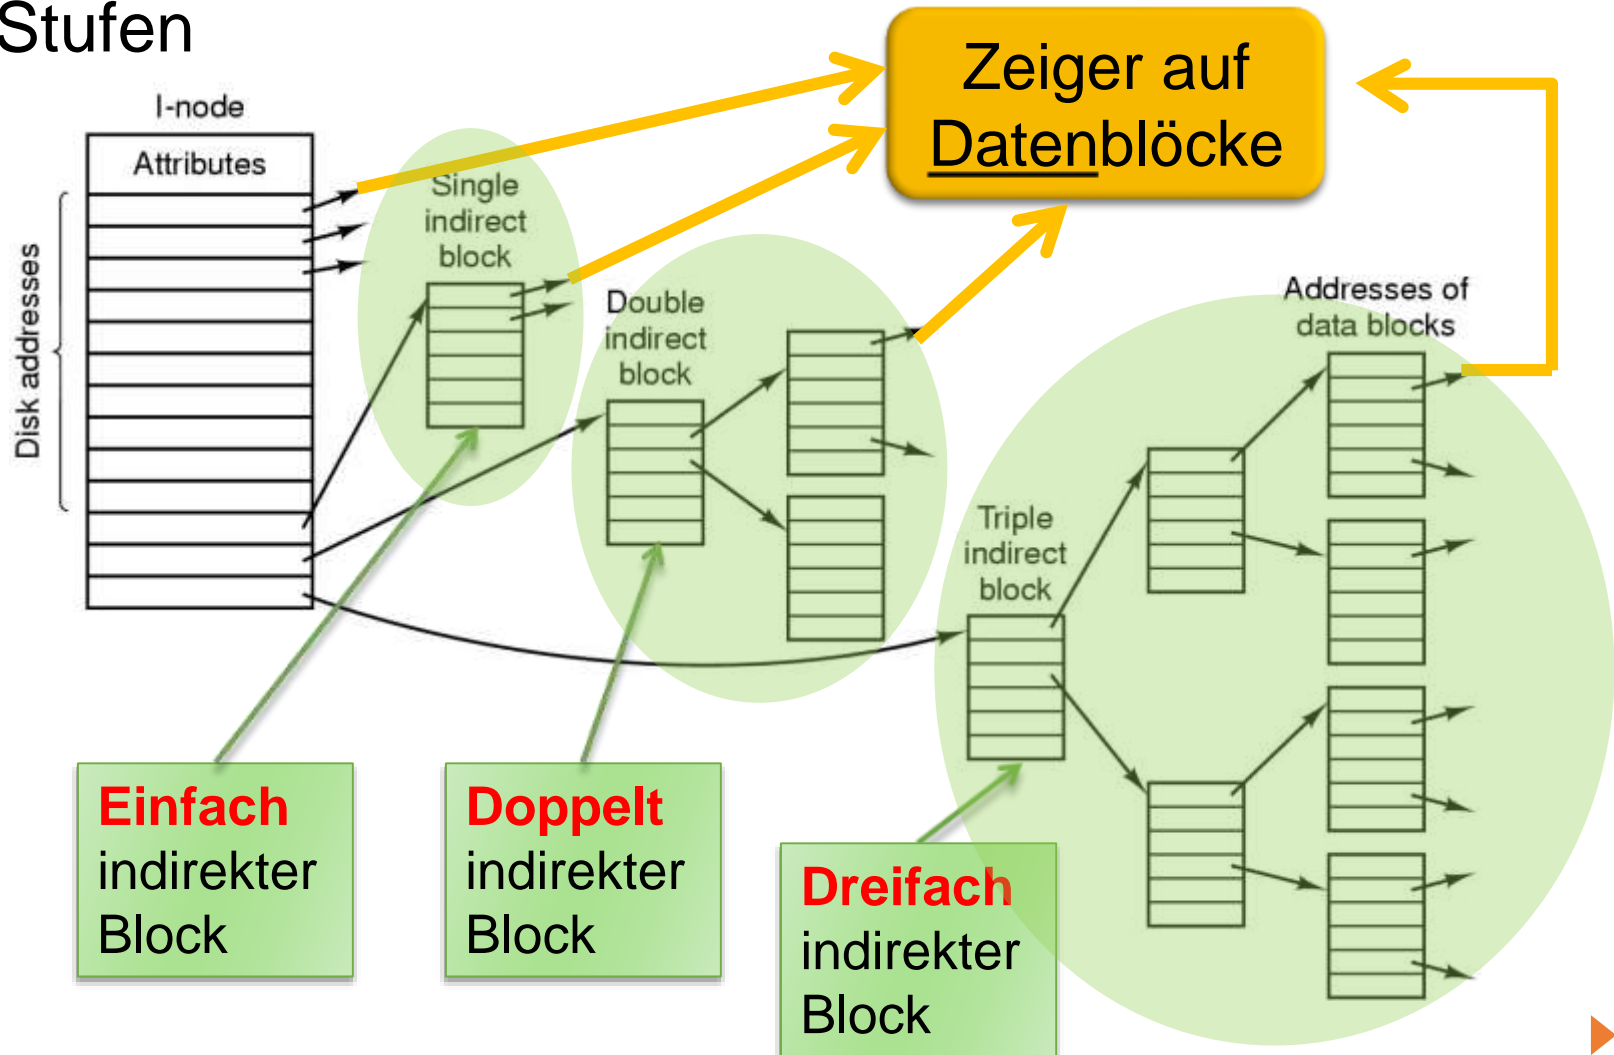 Stufen
Zeiger auf
Datenblöcke
I-node
Attributes
Disk addresses
Single
indirect
block
Double
indirect
block
Triple
indirect
block
Addresses of
data blocks
Einfach
indirekter
Block
Doppelt
indirekter
Block
Dreifach
indirekter
Block